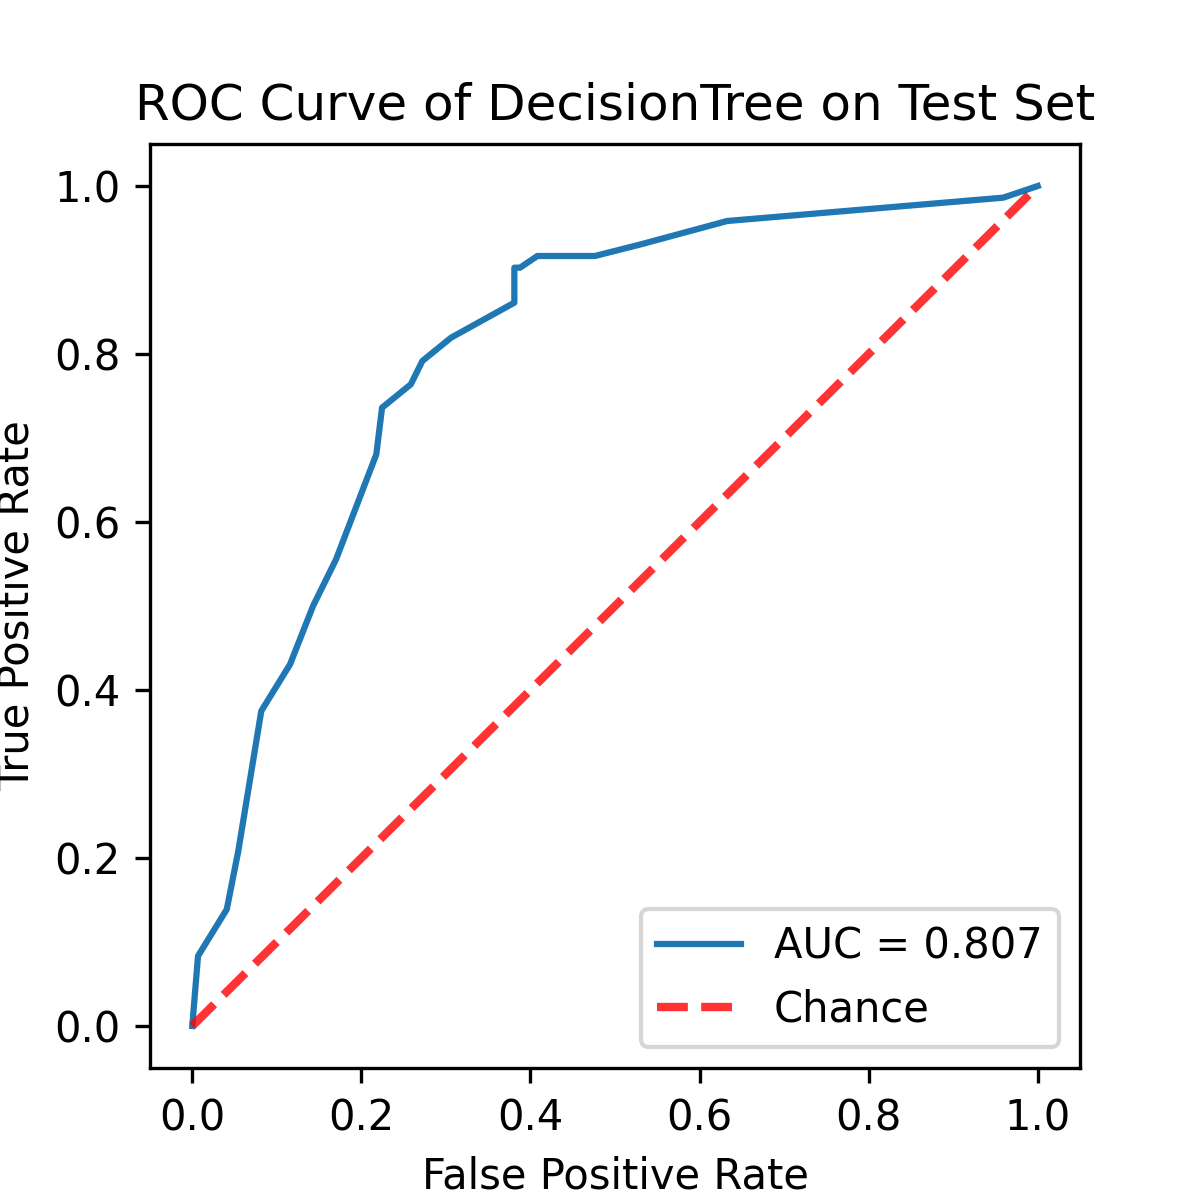 ROC Curve of DecisionTree on Test Set
True Positive Rate
1.0
0.8
0.6
0.4
0.2
0.0
AUC = 0.807
Chance
0.0 0.2 0.4 0.6 0.8 1.0
False Positive Rate